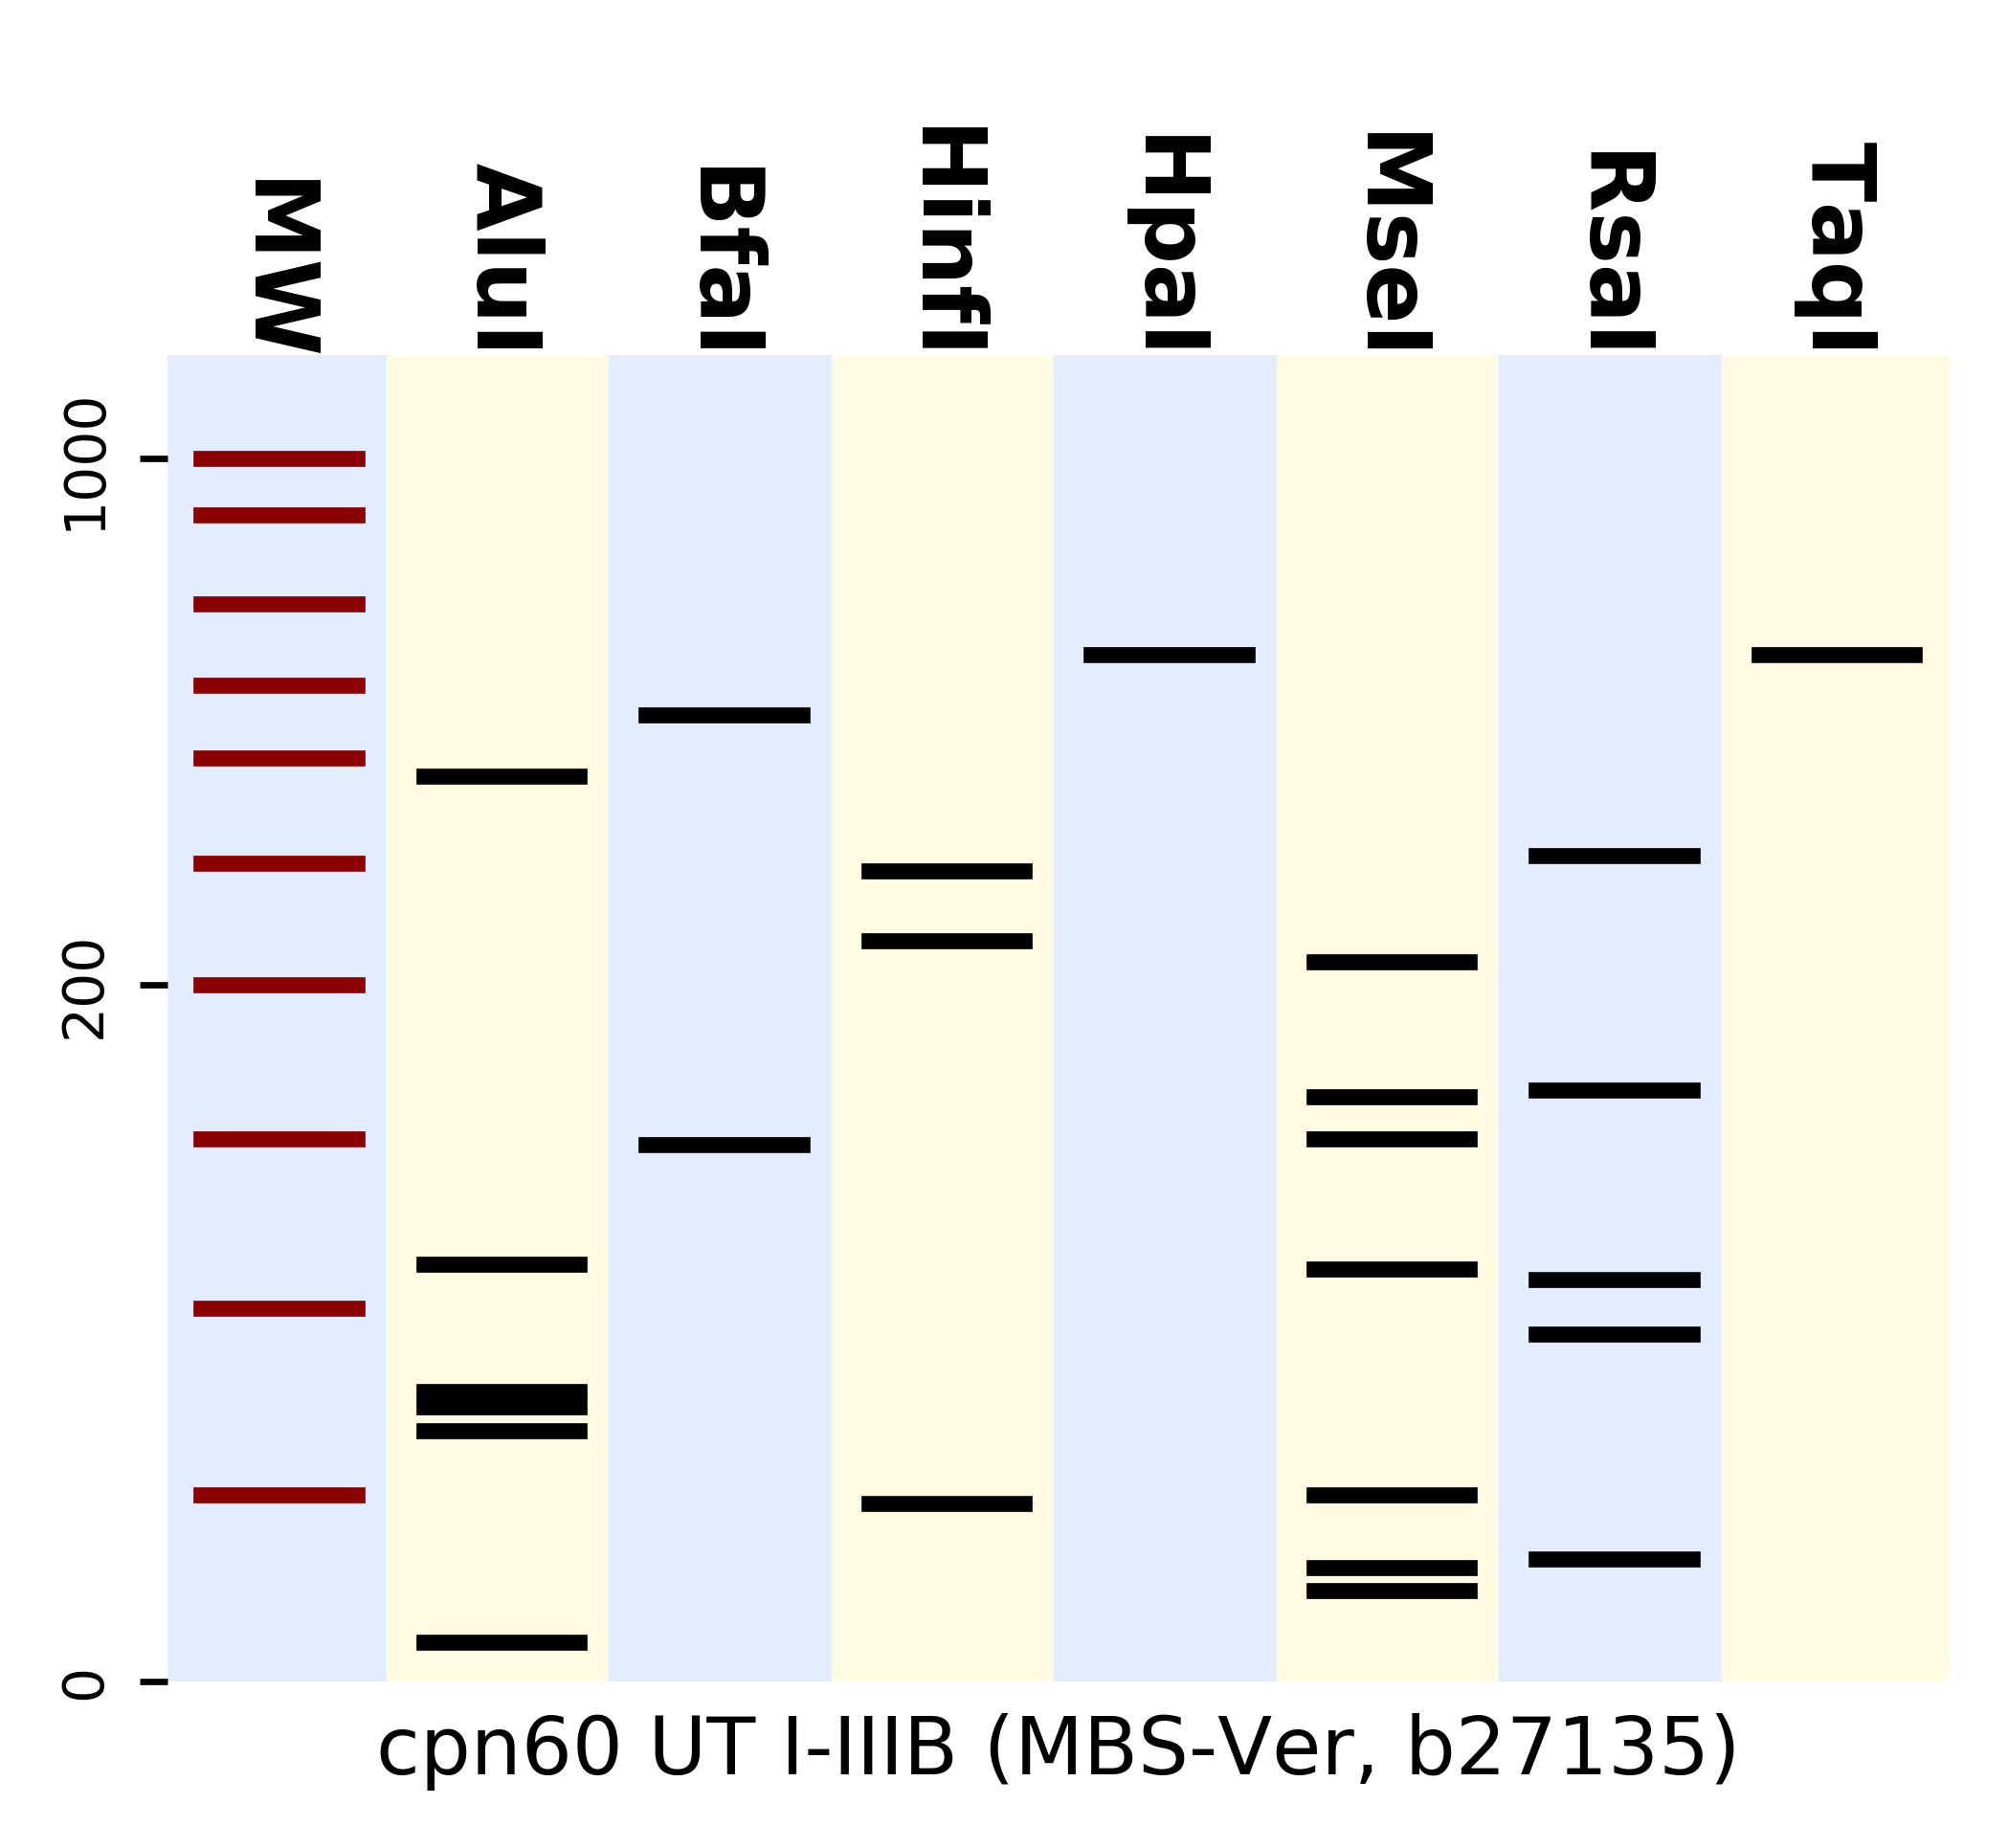 MW
AluI
BfaI
HinfI
HpaI
MseI
RsaI
TaqI
1000
200
0
cpn60 UT I-IIIB (MBS-Ver, b27135)